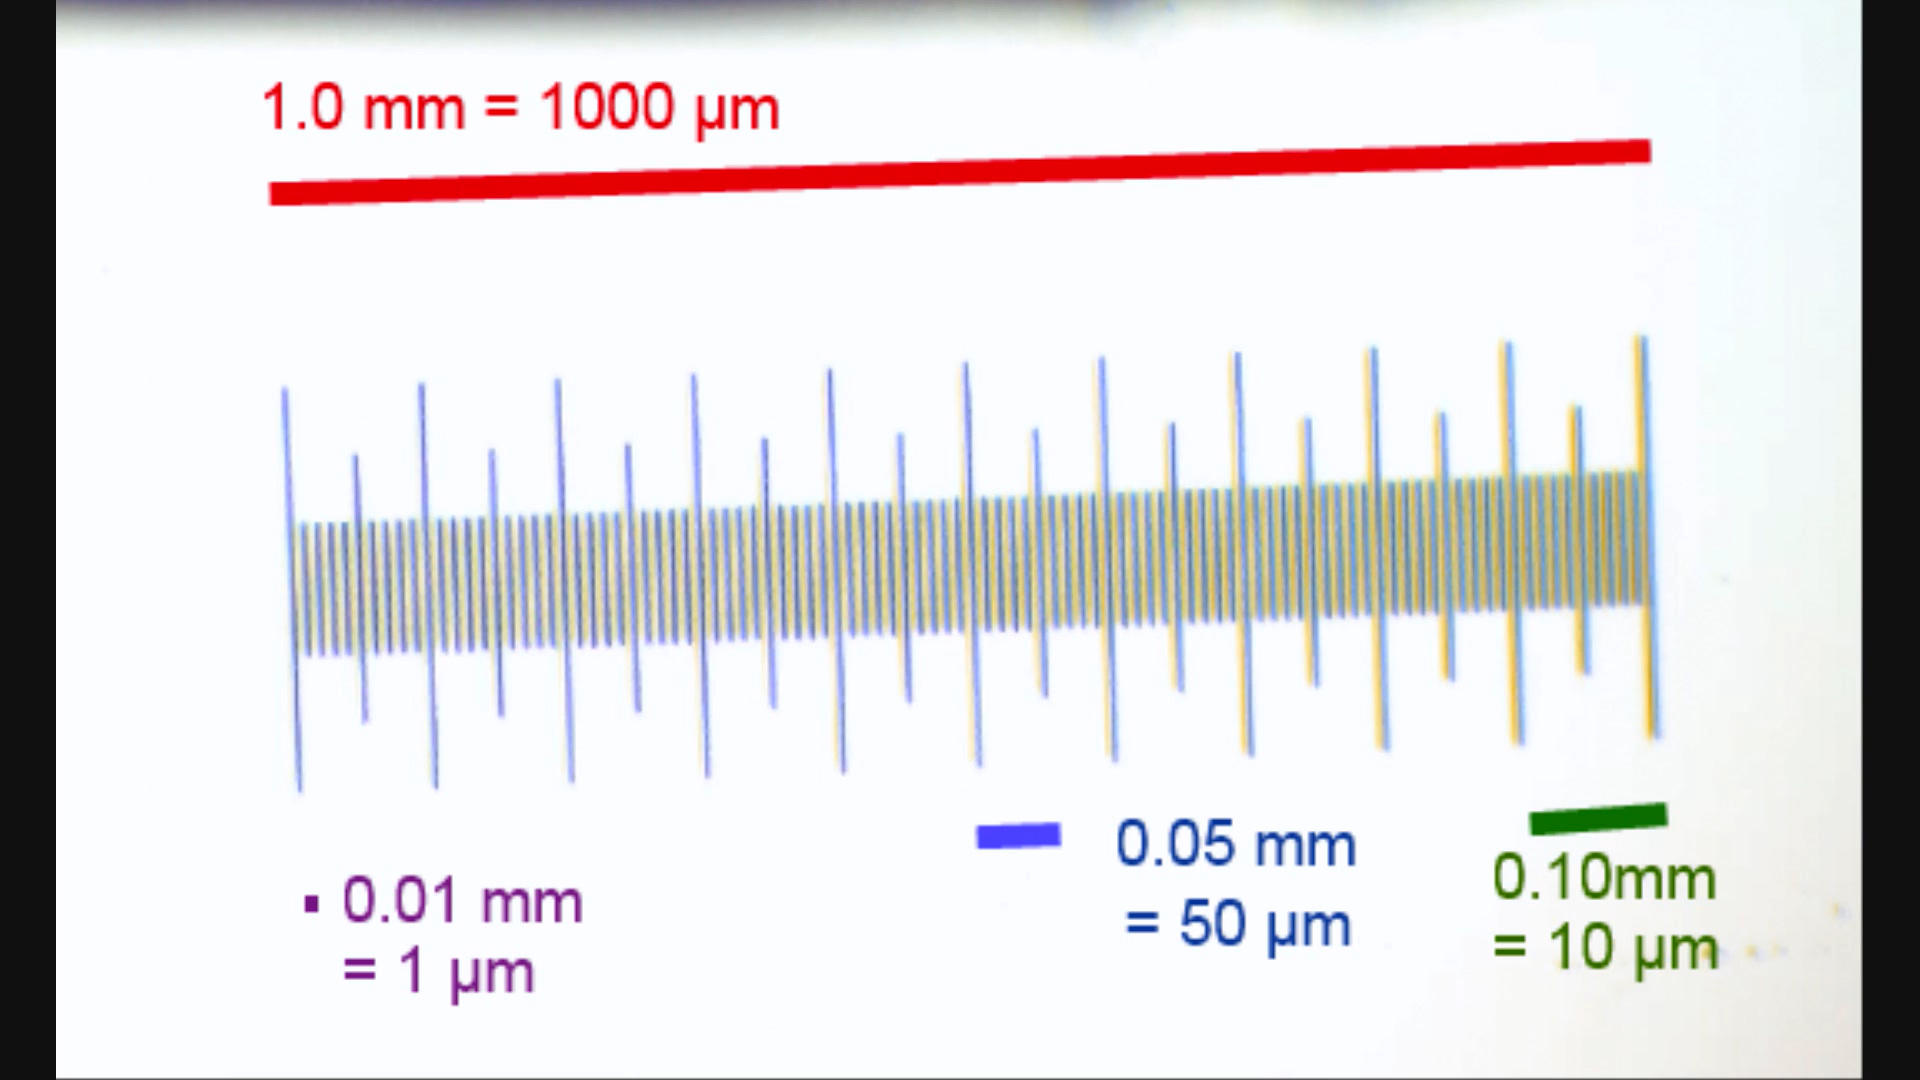 1.0 mm = 1000 µm
0.05 mm
= 50 µm
0.10mm
= 10 µm
0.01 mm
= 1 µm